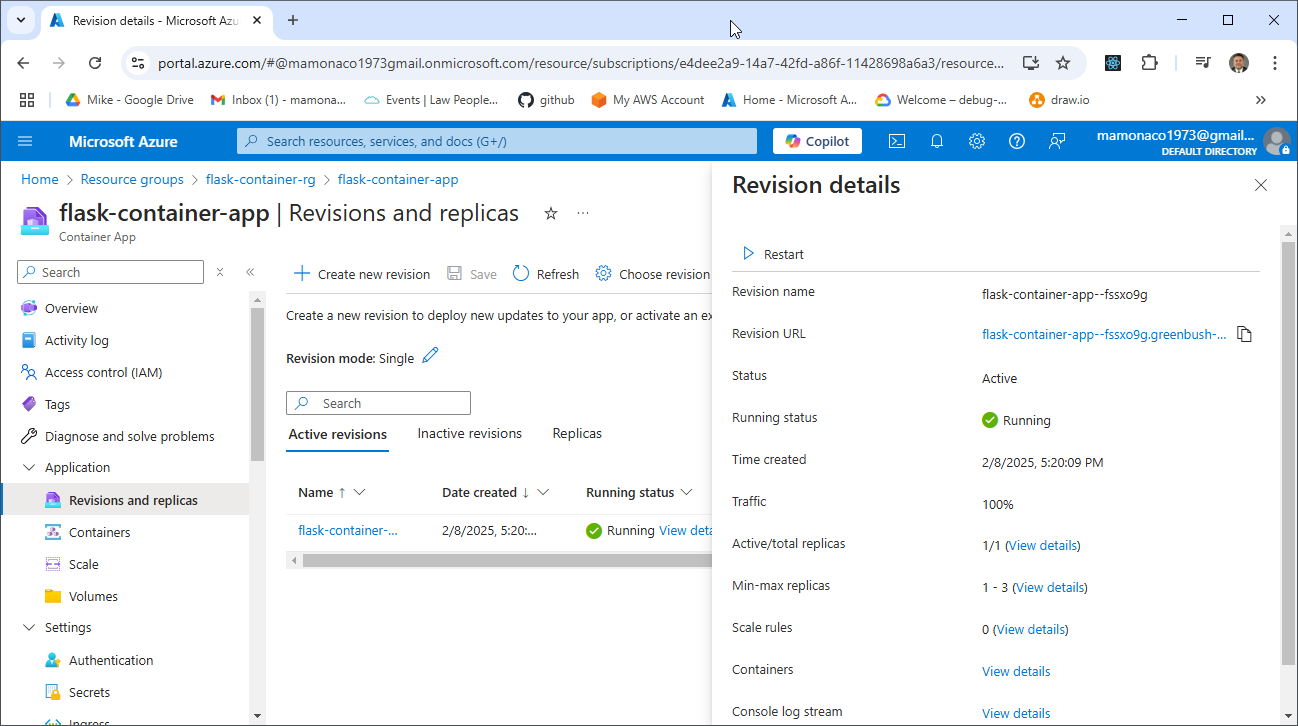 Revision details - Microsoft Azu
portal.azure.com/#@mamonaco1973gmail.onmicrosoft.com/resource/subscriptions/e4dee2a9-14a7-42fd-a86f-11428698a6a3/resource...
Mike - Google Drive
Inbox (1) - mamona...
Events | Law People...
github
My AWS Account
Home - Microsoft A...
Welcome – debug-...
draw.io
Microsoft Azure
Search resources, services, and docs (G+/)
Copilot
mamonaco1973@gmail....
DEFAULT DIRECTORY
Home > Resource groups > flask-container-rg > flask-container-app
flask-container-app | Revisions and replicas
Container App
Search
Overview
Activity log
Access control (IAM)
Tags
Diagnose and solve problems
Application
Revisions and replicas
Containers
Scale
Volumes
Settings
Authentication
Secrets
Ingress
Create new revision
Save
Refresh
Choose revision
Create a new revision to deploy new updates to your app, or activate an ex
Revision mode: Single
Search
Active revisions
Inactive revisions
Replicas
Name ↑
Date created ↓
Running status
flask-container-...
2/8/2025, 5:20:...
Running View deta
Revision details
Restart
Revision name
flask-container-app--fssxo9g
Revision URL
flask-container-app--fssxo9g.greenbush-...
Status
Active
Running status
Running
Time created
2/8/2025, 5:20:09 PM
Traffic
100%
Active/total replicas
1/1 (View details)
Min-max replicas
1 - 3 (View details)
Scale rules
0 (View details)
Containers
View details
Console log stream
View details